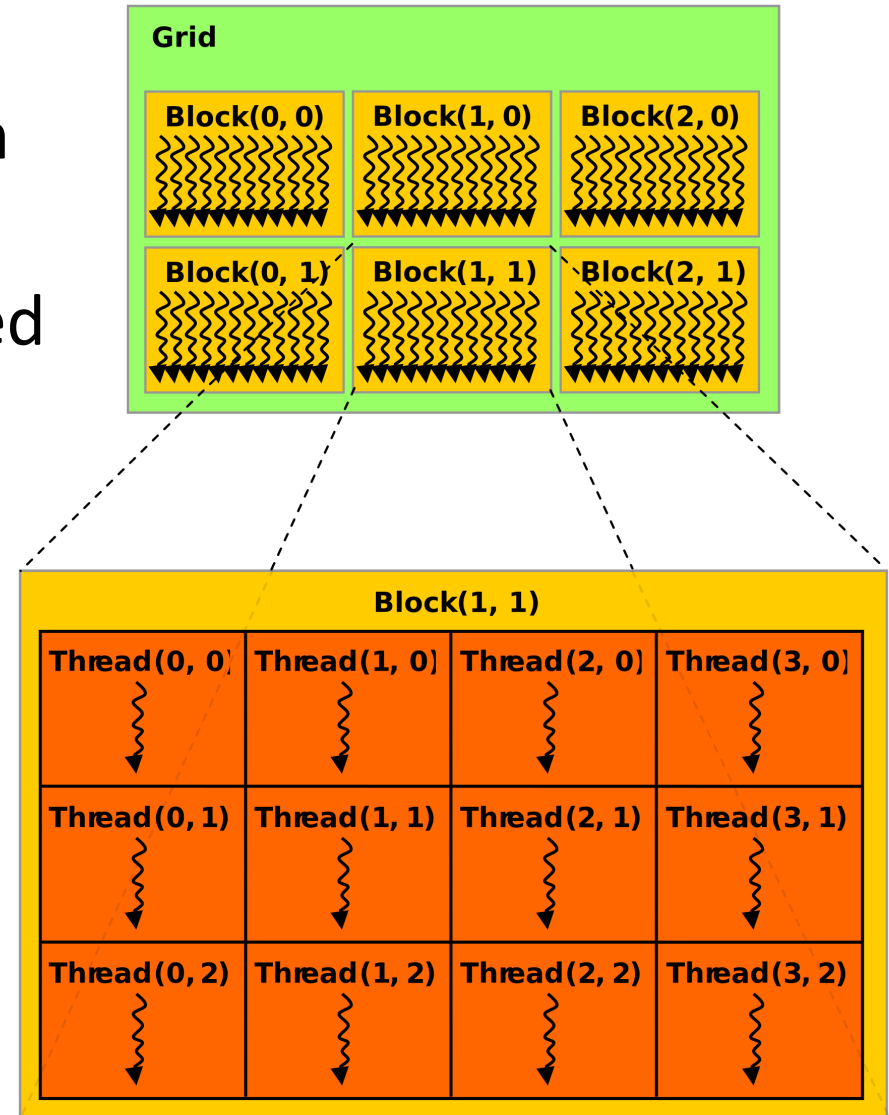 Grid
Block(0, 0) Block(1, 0) Block(2, 0)
Block(0, 1) Block(1, 1) Block(2, 1)
ed
Block(1, 1)
Thread(0, 0) Thread(1, 0) Thread(2, 0) Thread(3, 0)
Thread(0, 1) Thread(1, 1) Thread(2, 1) Thread(3, 1)
Thread(0, 2) Thread(1, 2) Thread(2, 2) Thread(3, 2)